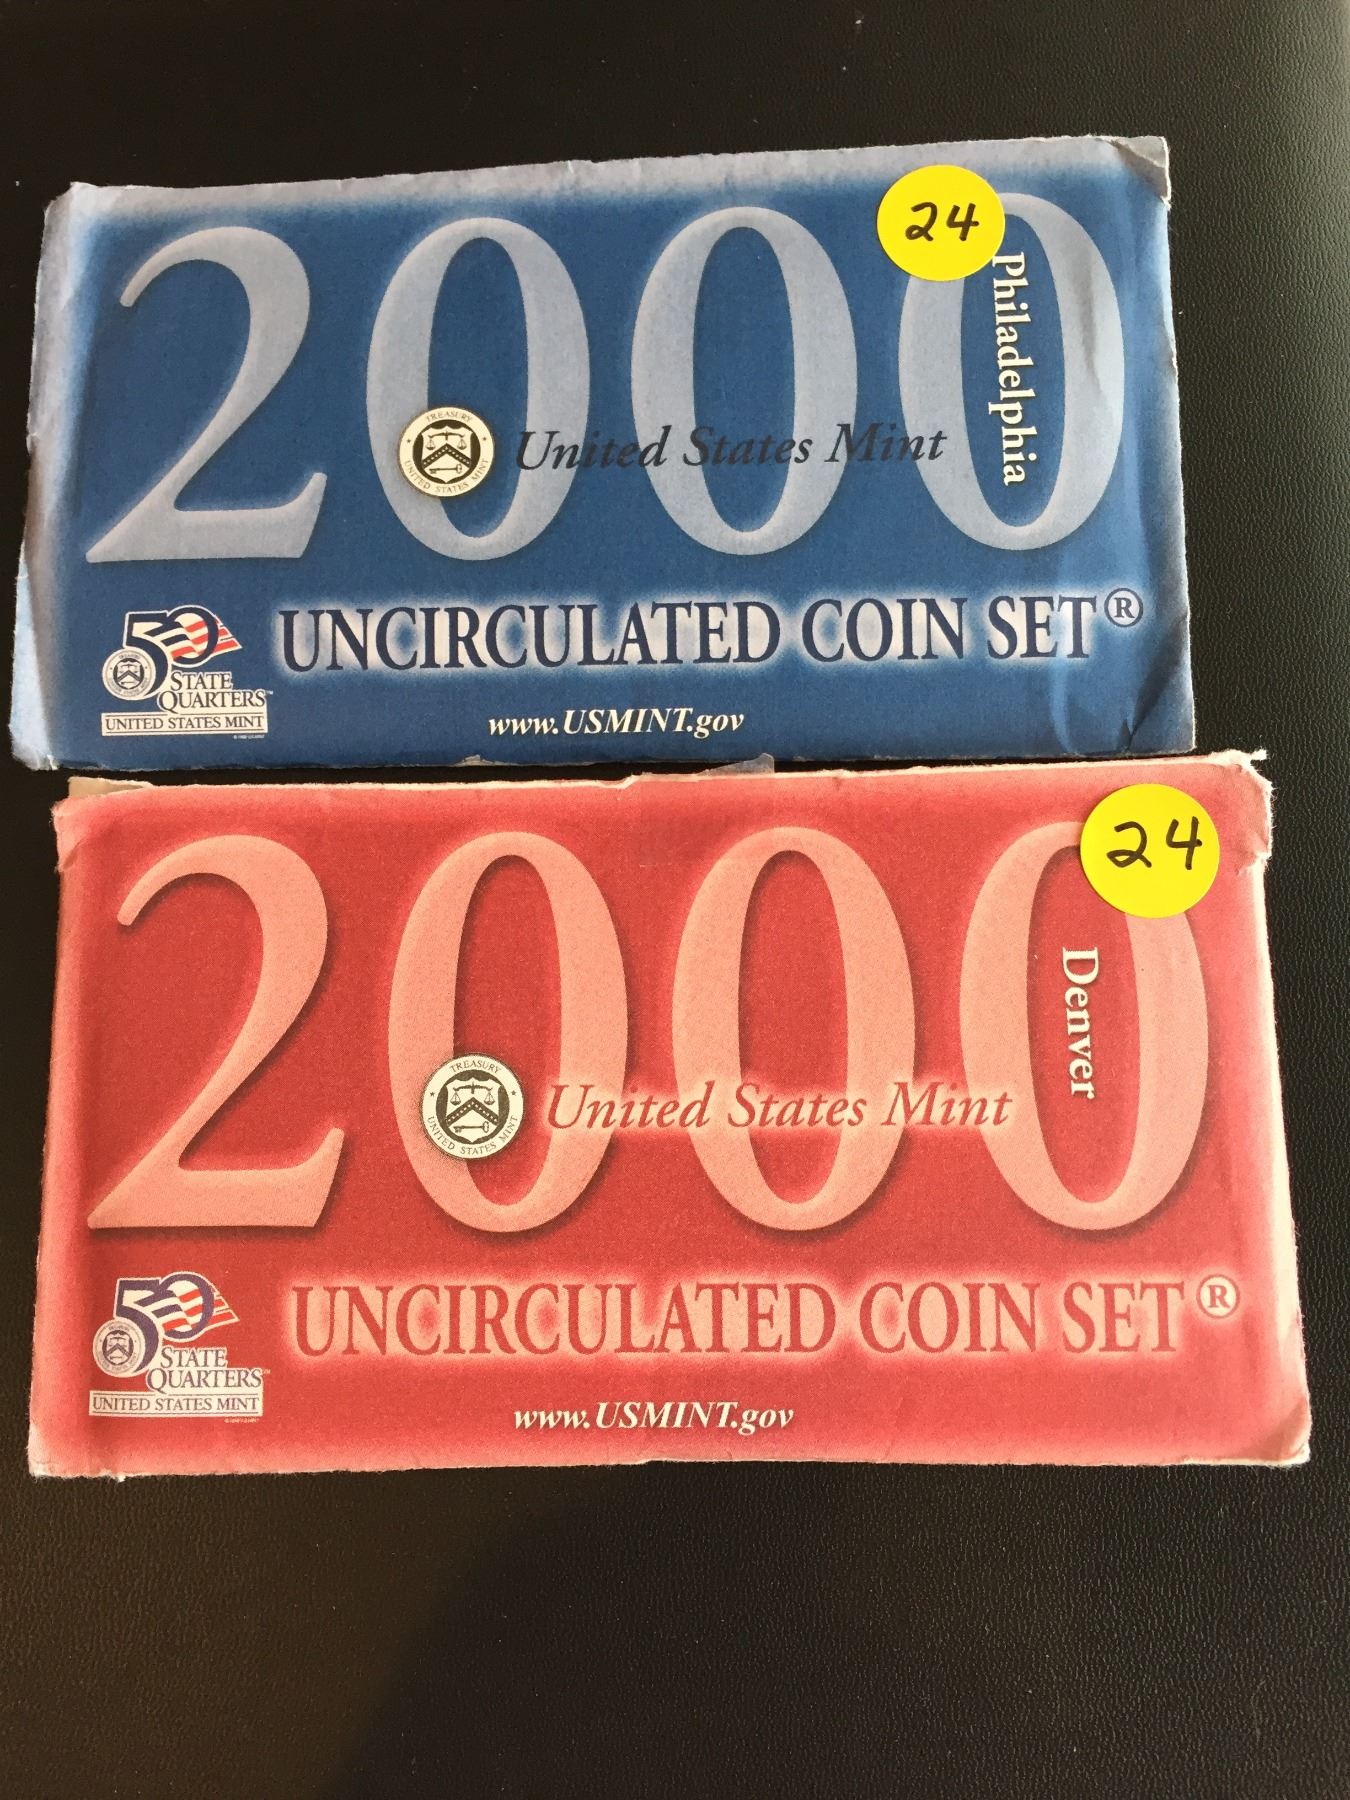 2000
24
Philadelphia
TREASURY
UNITED STATES MINT
United States Mint
50
STATE
QUARTERS™
UNITED STATES MINT
UNCIRCULATED COIN SET®
www.USMINT.gov
2000
24
Denver
TREASURY
UNITED STATES MINT
United States Mint
50
STATE
QUARTERS™
UNITED STATES MINT
UNCIRCULATED COIN SET®
www.USMINT.gov